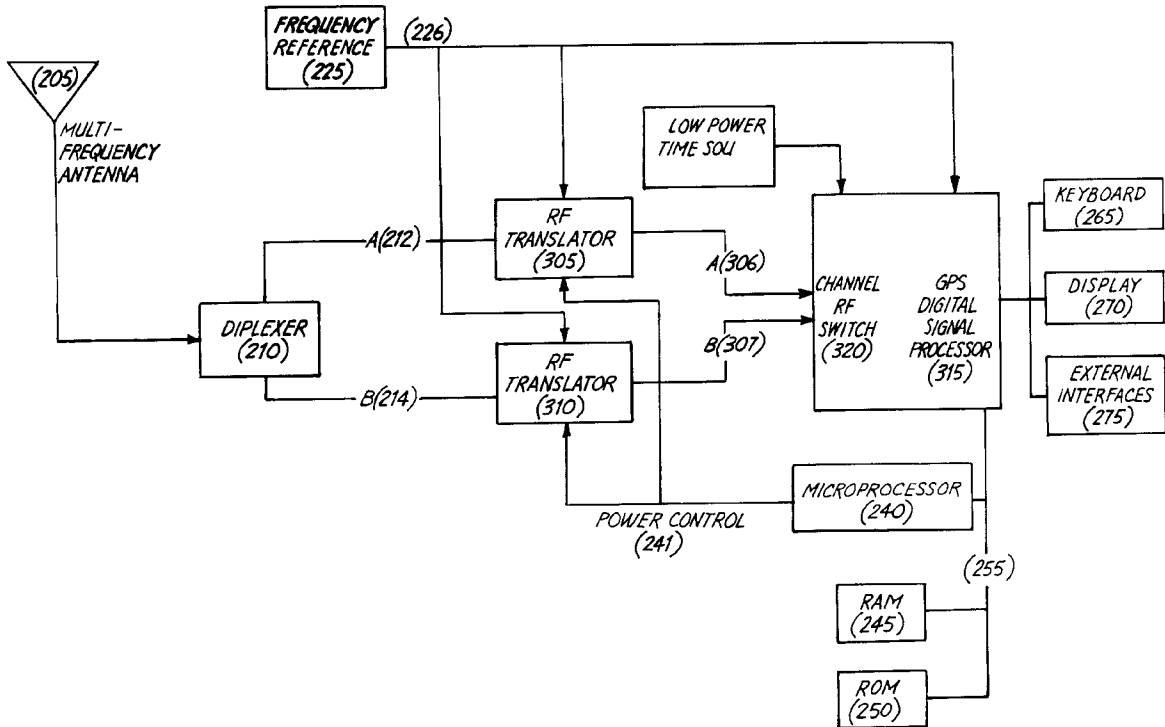 FREQUENCY
REFERENCE
(225)
(226)
(205)
MULTI-
FREQUENCY
ANTENNA
LOW POWER
TIME SOU
RF
TRANSLATOR
(305)
A(212)
A(306)
KEYBOARD
(265)
DISPLAY
(270)
EXTERNAL
INTERFACES
(275)
CHANNEL
RF
SWITCH
(320)
GPS
DIGITAL
SIGNAL
PROCESSOR
(315)
DIPLEXER
(210)
RF
TRANSLATOR
(310)
B(307)
B(214)
MICROPROCESSOR
(240)
POWER CONTROL
(241)
(255)
RAM
(245)
ROM
(250)